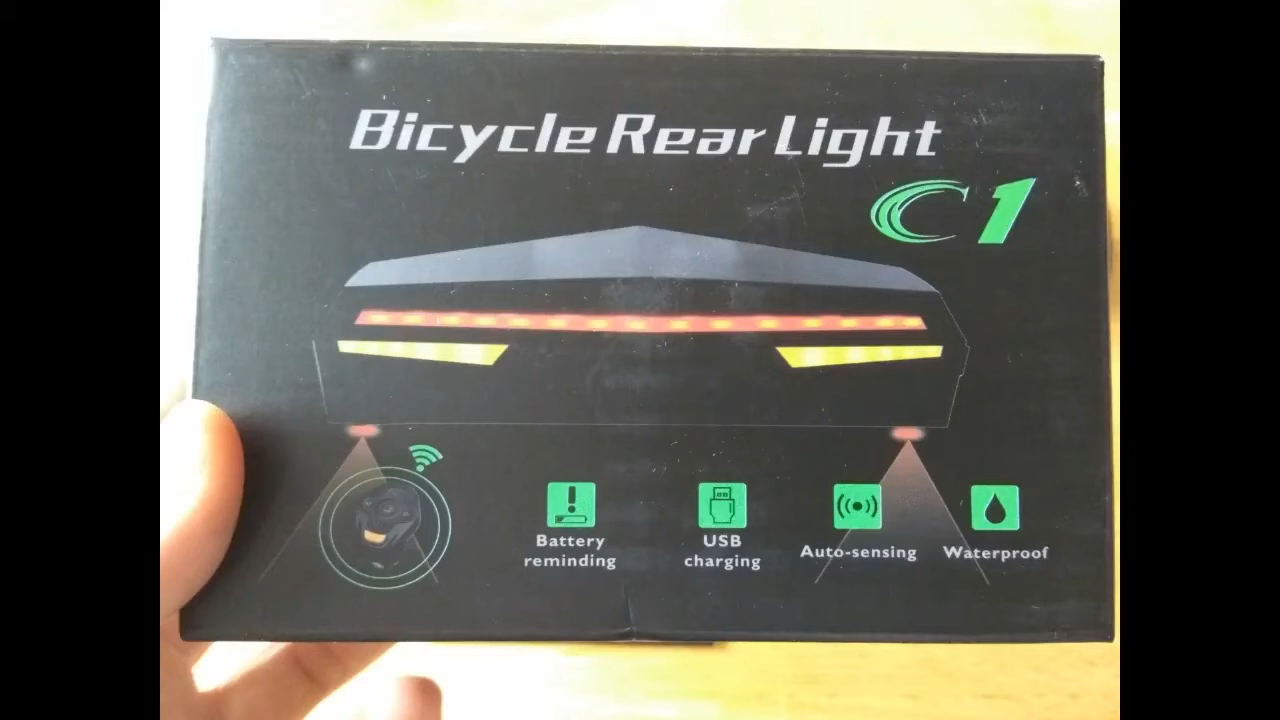 Bicycle Rear Light
C1
Battery
reminding
USB
charging
Auto-sensing
Waterproof